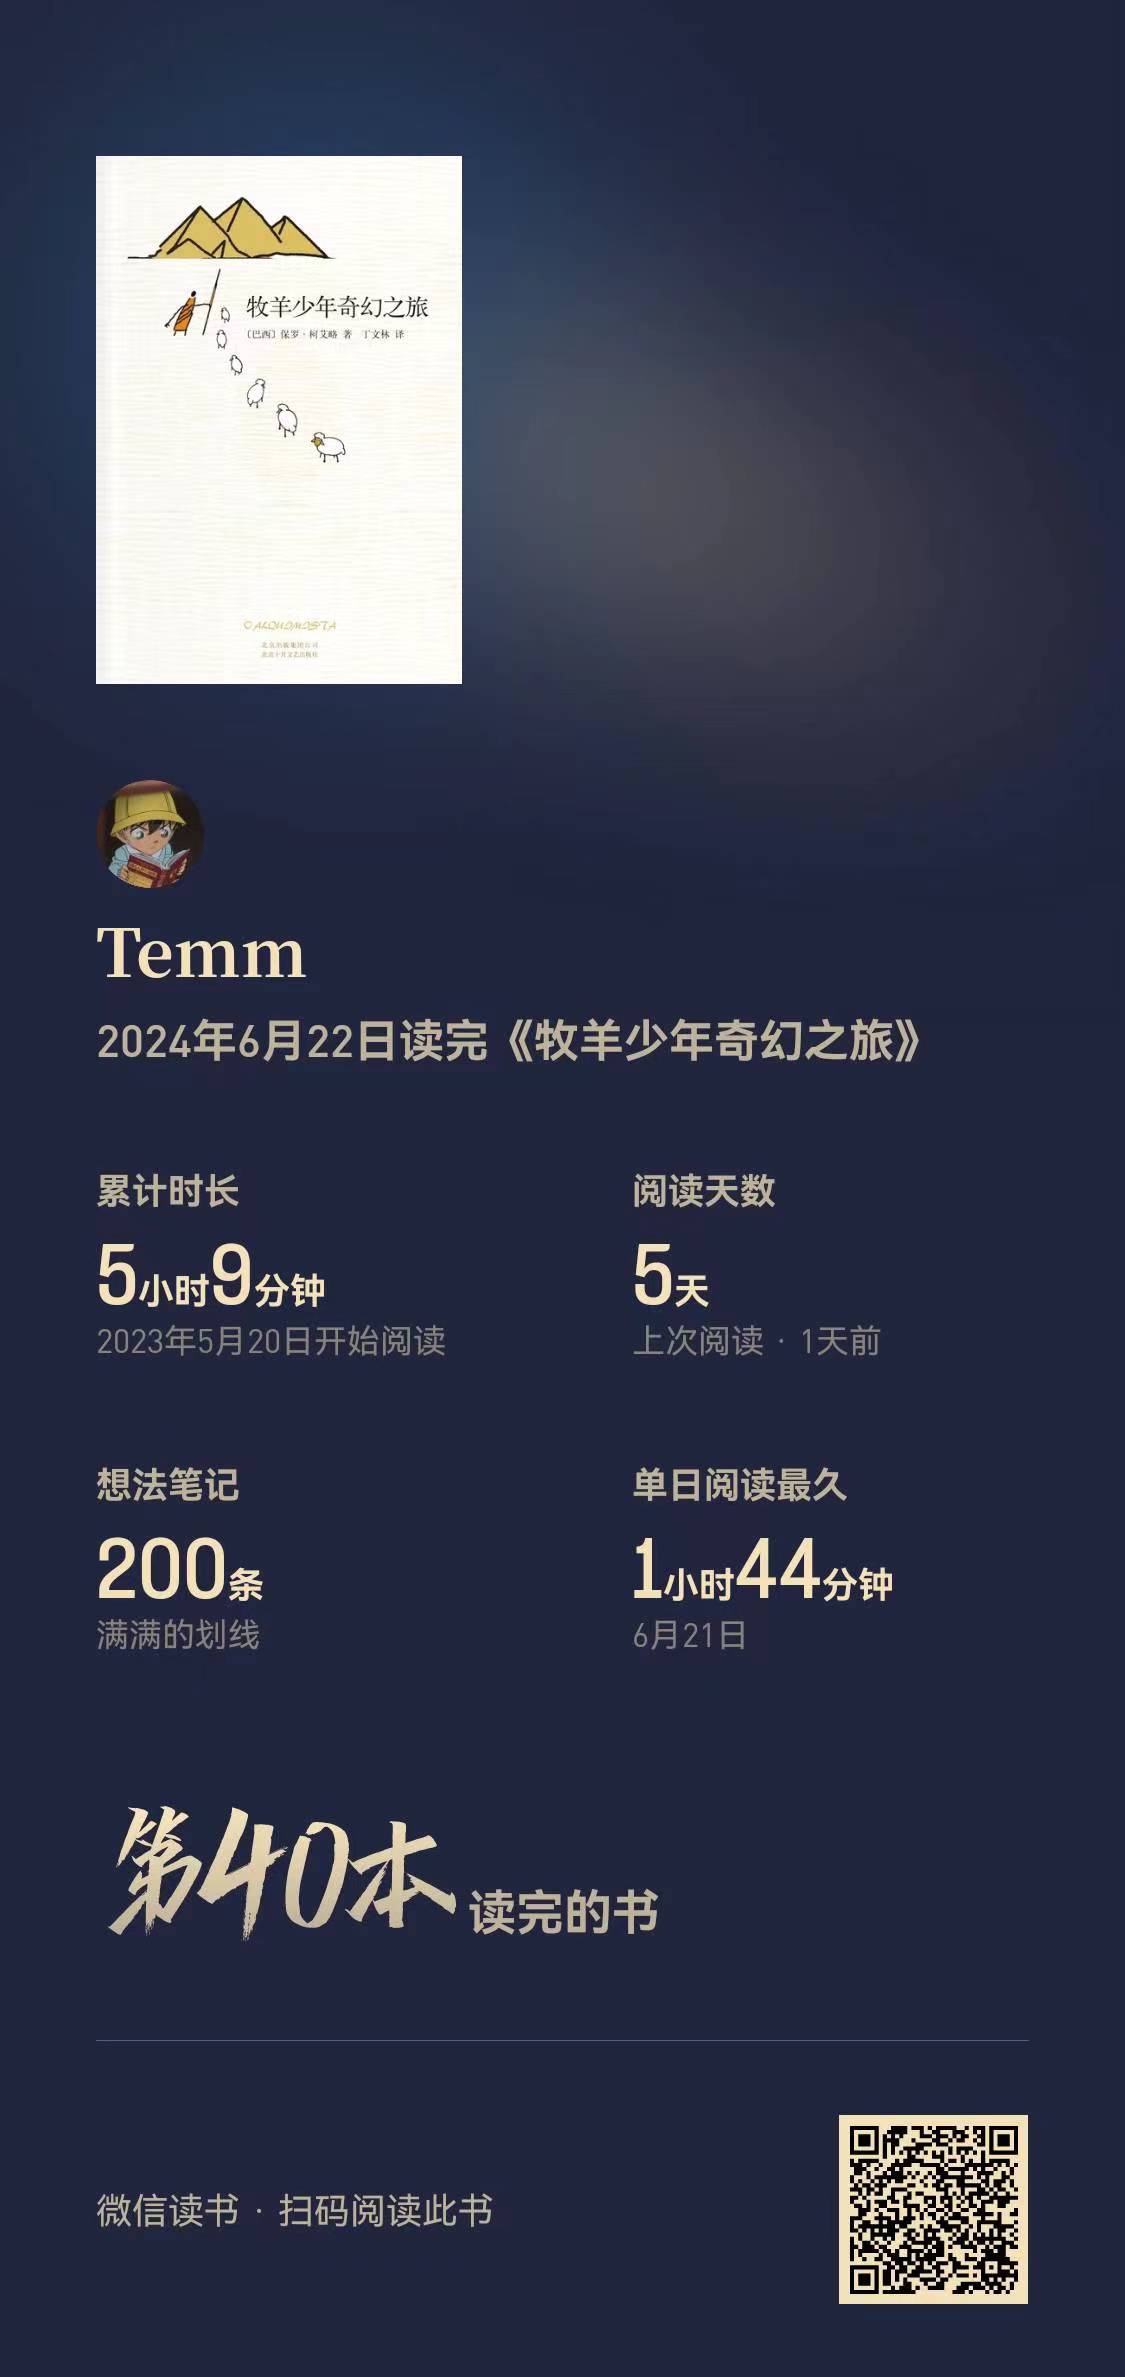 牧羊少年奇幻之旅
〔巴西〕保罗·柯艾略 著 丁文林 译
O ALQUIMISTA
北京出版集团公司
北京十月文艺出版社
Temm
2024年6月22日读完《牧羊少年奇幻之旅》
累计时长
阅读天数
5小时9分钟
5天
2023年5月20日开始阅读
上次阅读 · 1天前
想法笔记
单日阅读最久
200条
1小时44分钟
满满的划线
6月21日
第40本 读完的书
微信读书 · 扫码阅读此书